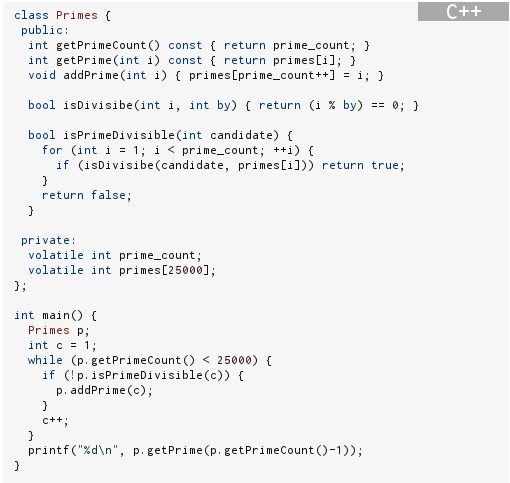 C++
class Primes {
 public:
  int getPrimeCount() const { return prime_count; }
  int getPrime(int i) const { return primes[i]; }
  void addPrime(int i) { primes[prime_count++] = i; }

  bool isDivisibe(int i, int by) { return (i % by) == 0; }

  bool isPrimeDivisible(int candidate) {
    for (int i = 1; i < prime_count; ++i) {
      if (isDivisibe(candidate, primes[i])) return true;
    }
    return false;
  }

 private:
  volatile int prime_count;
  volatile int primes[25000];
};

int main() {
  Primes p;
  int c = 1;
  while (p.getPrimeCount() < 25000) {
    if (!p.isPrimeDivisible(c)) {
      p.addPrime(c);
    }
    c++;
  }
  printf("%d\n", p.getPrime(p.getPrimeCount()-1));
}